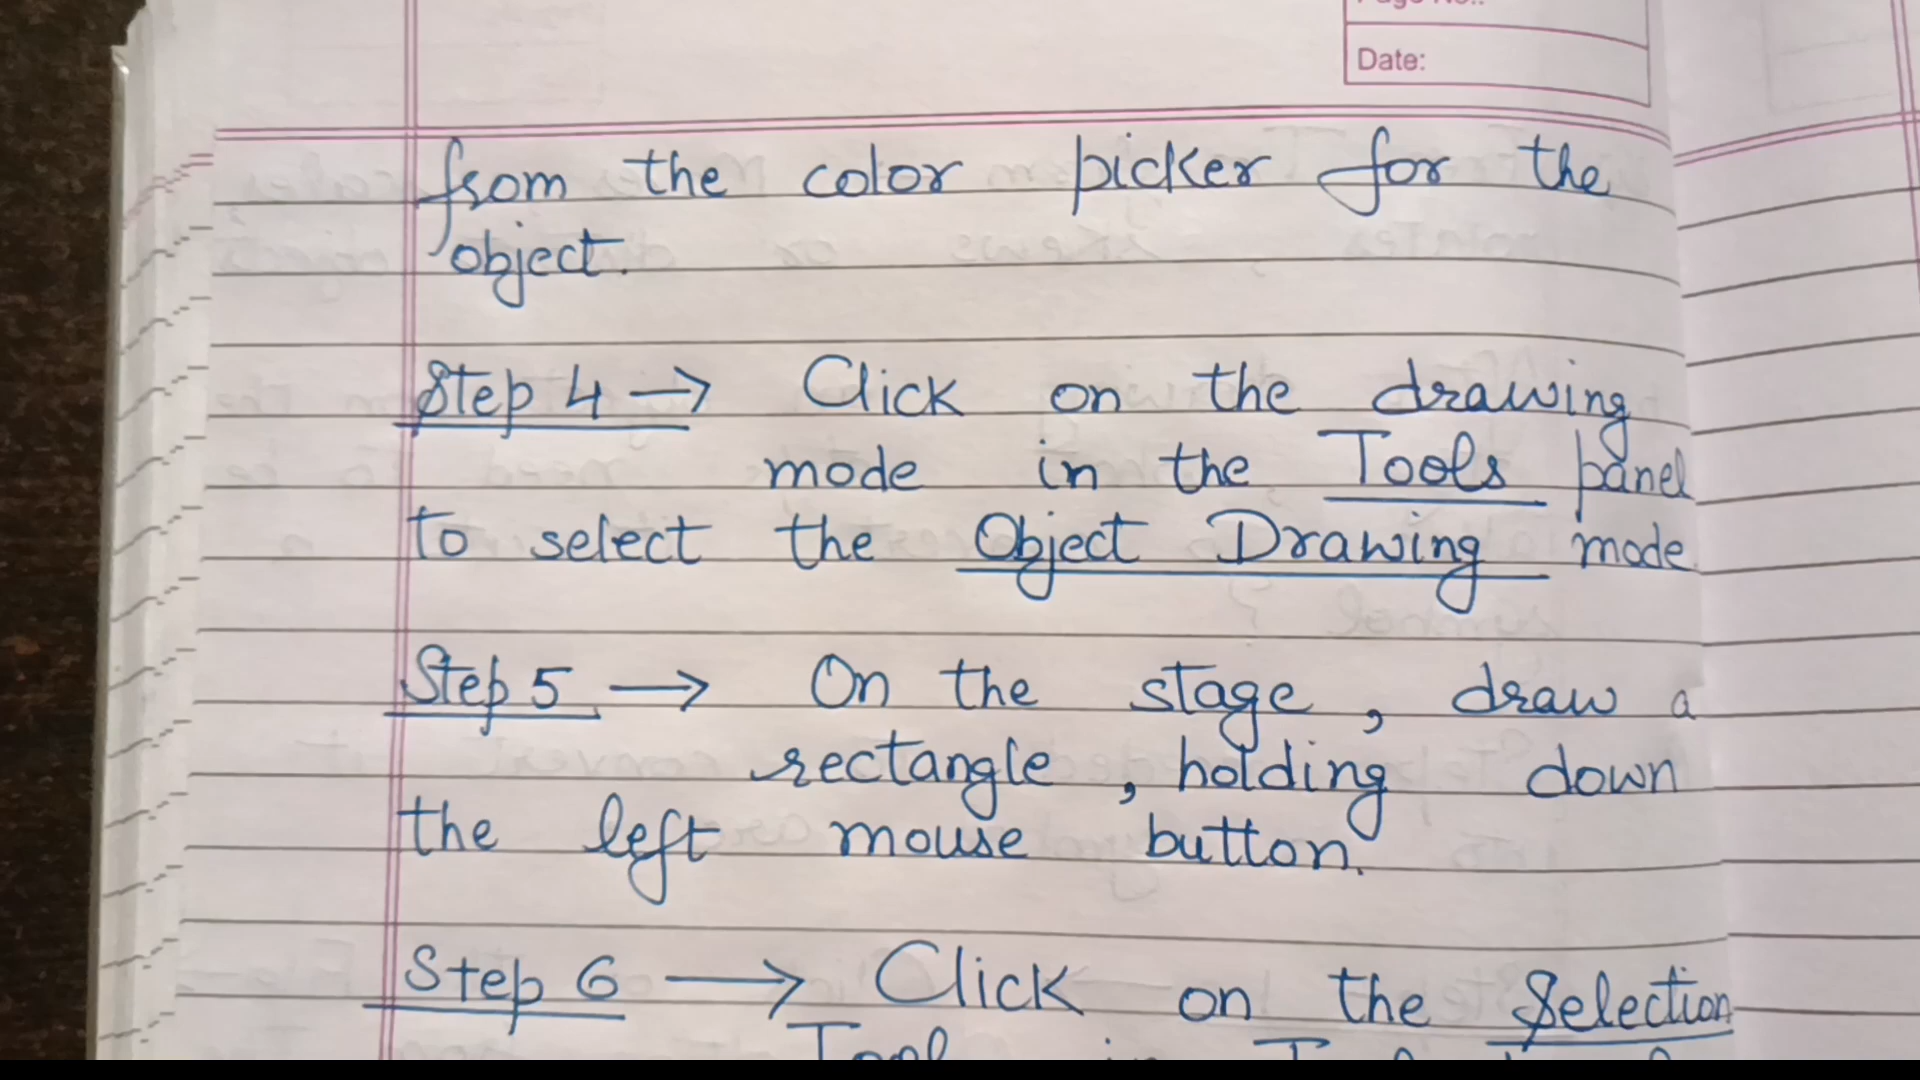 Date:
from the color picker for the
object.
Step 4 → Click on the drawing
mode in the Tools panel
to select the Object Drawing mode
Step 5 → On the stage, draw a
rectangle, holding down
the left mouse button.
Step 6 → Click on the Selection
Tool in